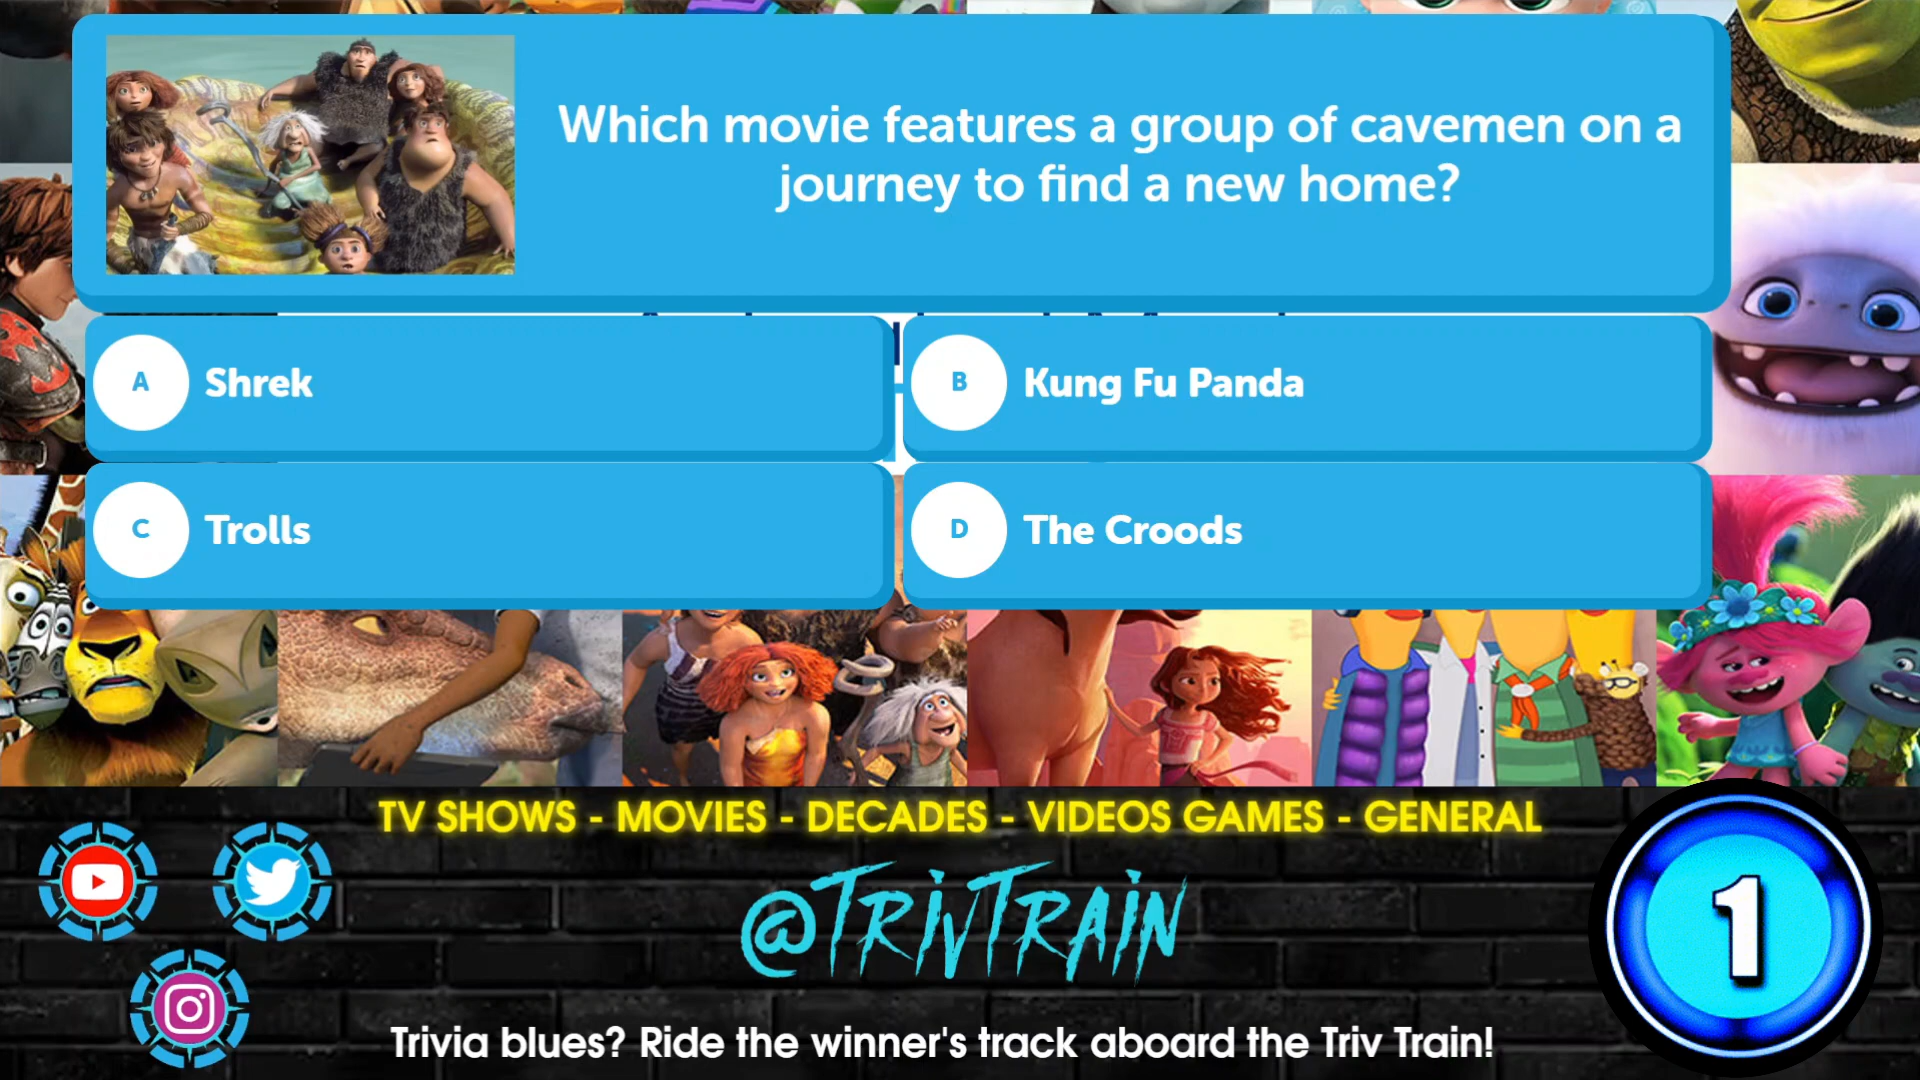 Which movie features a group of cavemen on a
journey to find a new home?
A Shrek
B Kung Fu Panda
C Trolls
D The Croods
TV SHOWS - MOVIES - DECADES - VIDEOS GAMES - GENERAL
@TRIVTRAIN
1
Trivia blues? Ride the winner's track aboard the Triv Train!